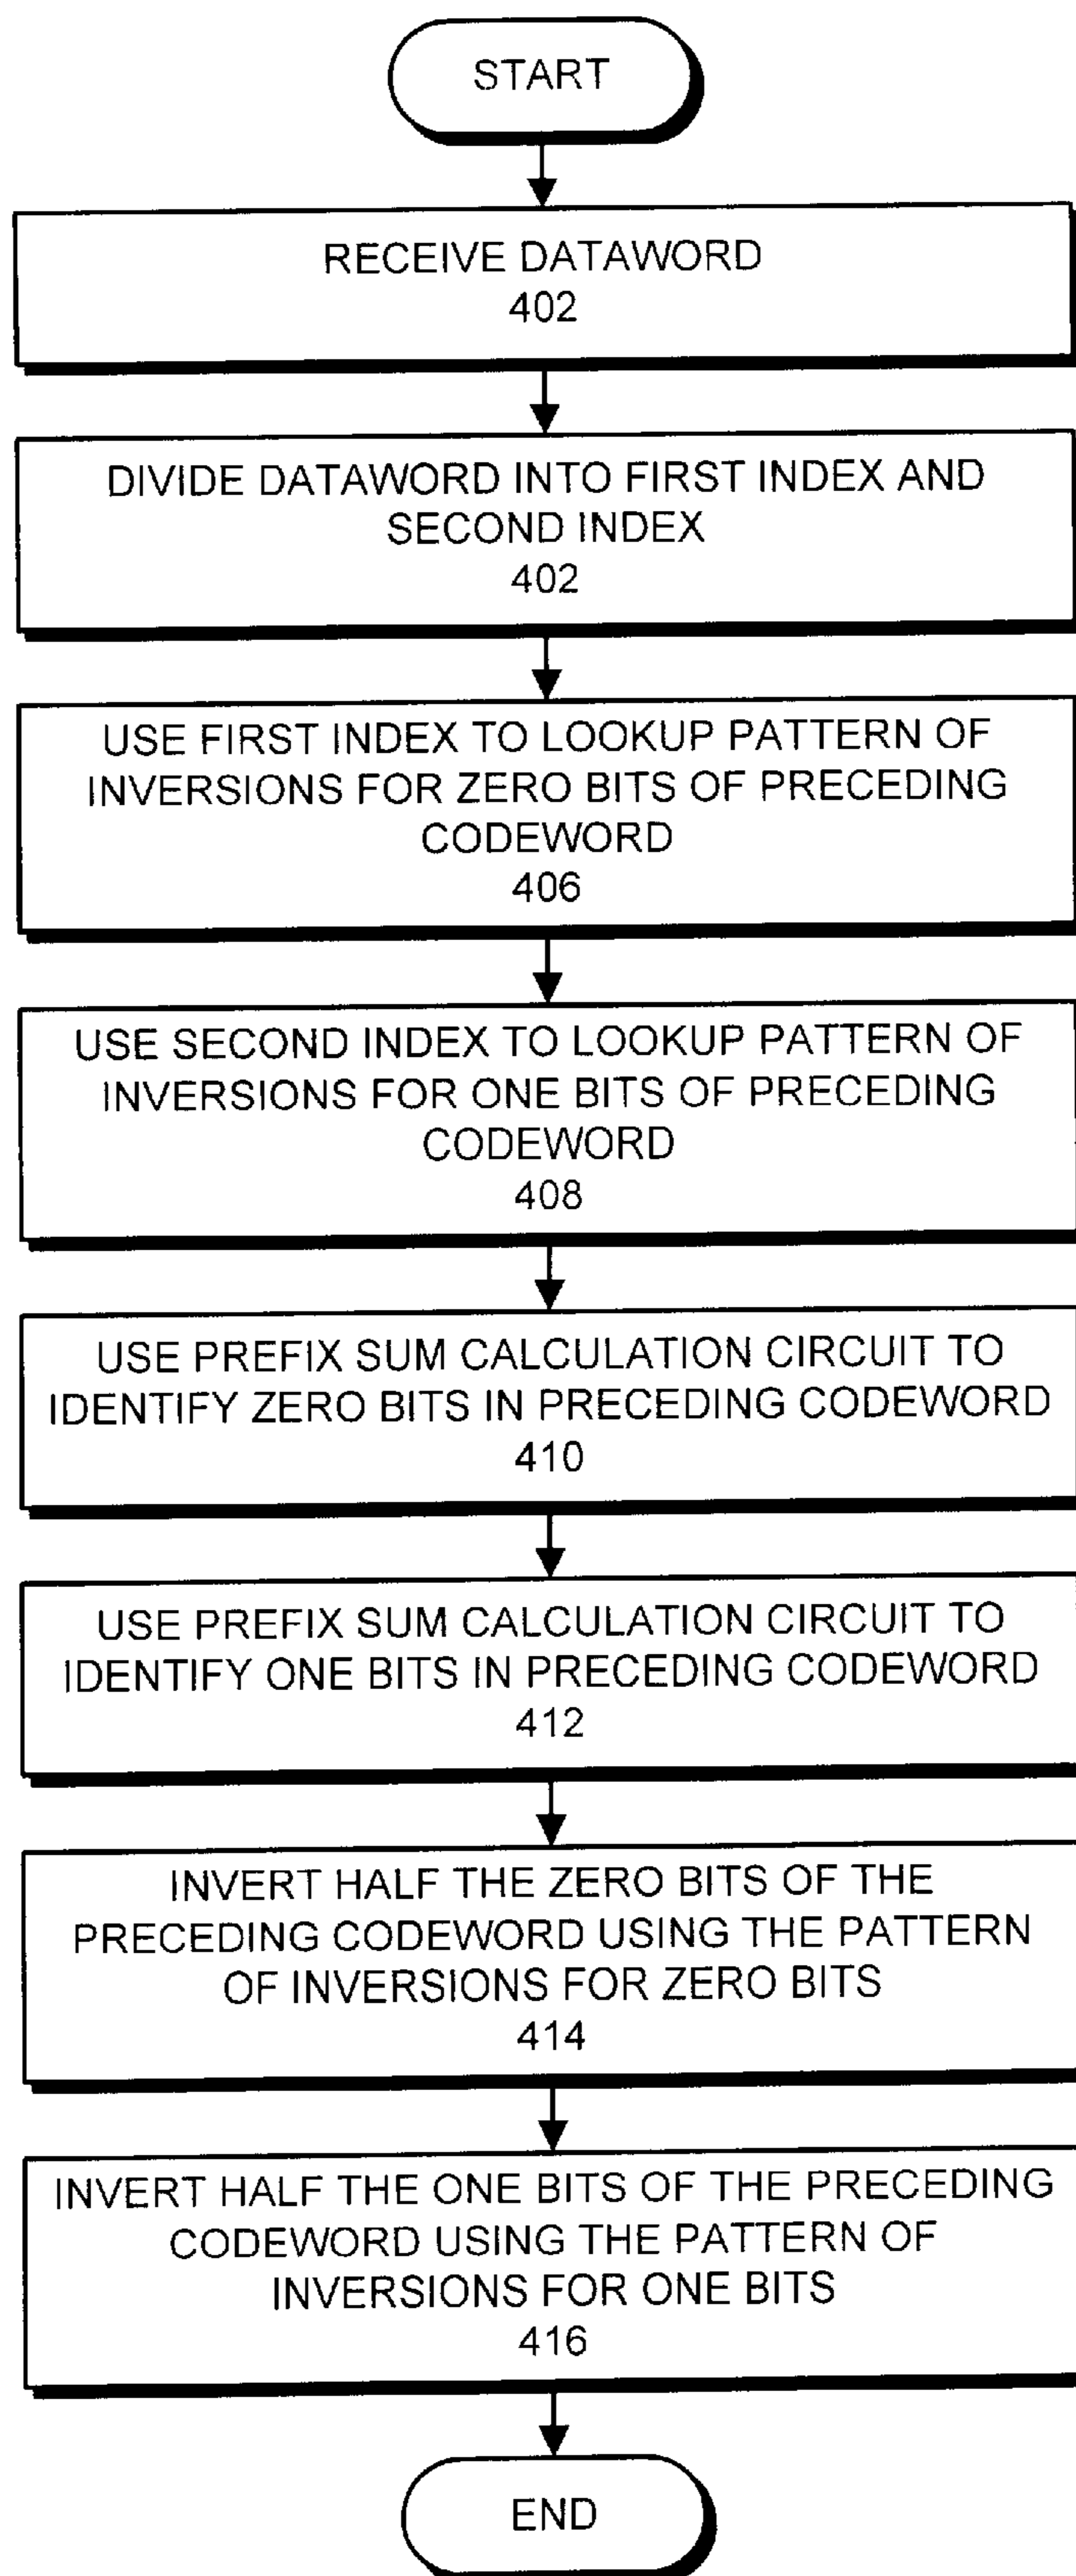 START
RECEIVE DATAWORD
402
DIVIDE DATAWORD INTO FIRST INDEX AND
SECOND INDEX
402
USE FIRST INDEX TO LOOKUP PATTERN OF
INVERSIONS FOR ZERO BITS OF PRECEDING
CODEWORD
406
USE SECOND INDEX TO LOOKUP PATTERN OF
INVERSIONS FOR ONE BITS OF PRECEDING
CODEWORD
408
USE PREFIX SUM CALCULATION CIRCUIT TO
IDENTIFY ZERO BITS IN PRECEDING CODEWORD
410
USE PREFIX SUM CALCULATION CIRCUIT TO
IDENTIFY ONE BITS IN PRECEDING CODEWORD
412
INVERT HALF THE ZERO BITS OF THE
PRECEDING CODEWORD USING THE PATTERN
OF INVERSIONS FOR ZERO BITS
414
INVERT HALF THE ONE BITS OF THE PRECEDING
CODEWORD USING THE PATTERN OF
INVERSIONS FOR ONE BITS
416
END